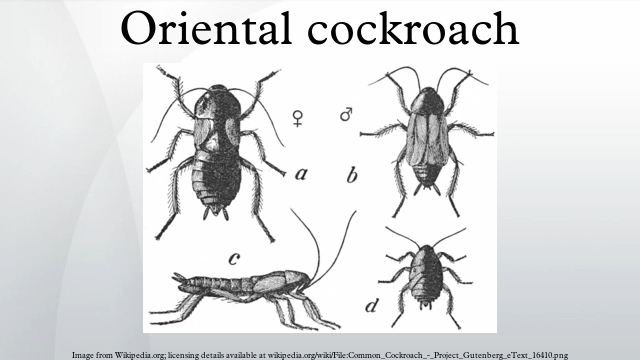 Oriental cockroach
♀ ♂
a b
c
d
Image from Wikipedia.org; licensing details available at wikipedia.org/wiki/File:Common_Cockroach_-_Project_Gutenberg_eText_16410.png